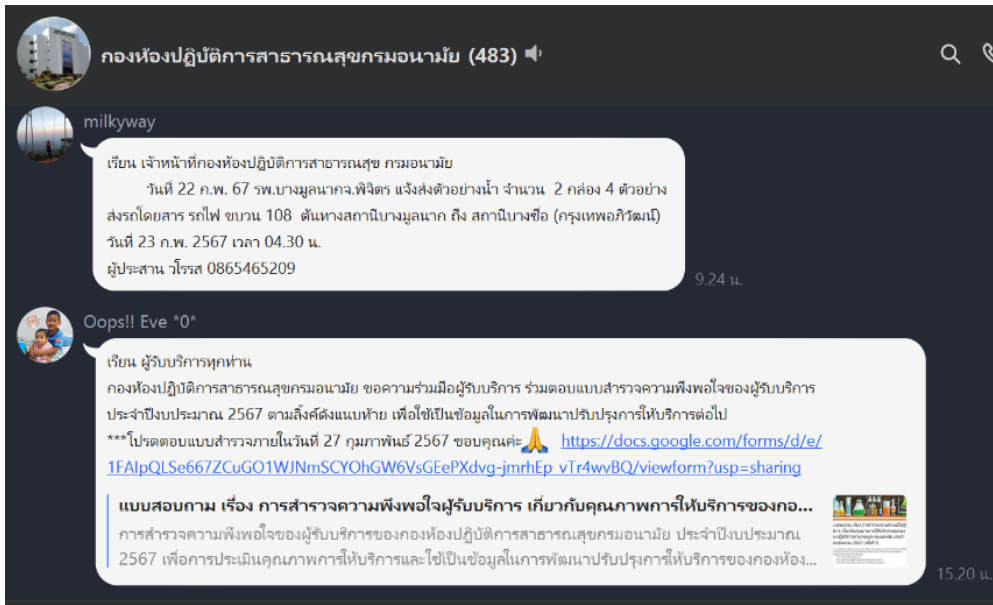 กองห้องปฏิบัติการสาธารณสุขกรมอนามัย (483)
milkyway
เรียน เจ้าหน้าที่กองห้องปฏิบัติการสาธารณสุข กรมอนามัย
วันที่ 22 ก.พ. 67 รพ.บางมูลนากจ.พิจิตร แจ้งส่งตัวอย่างน้ำ จำนวน 2 กล่อง 4 ตัวอย่าง
ส่งรถโดยสาร รถไฟ ขบวน 108 ต้นทางสถานีบางมูลนาก ถึง สถานีบางซื่อ (กรุงเทพอภิวัฒน์)
วันที่ 23 ก.พ. 2567 เวลา 04.30 น.
ผู้ประสาน วโรรส 0865465209
9.24 น.
Oops!! Eve *0*
เรียน ผู้รับบริการทุกท่าน
กองห้องปฏิบัติการสาธารณสุขกรมอนามัย ขอความร่วมมือผู้รับบริการ ร่วมตอบแบบสำรวจความพึงพอใจของผู้รับบริการ
ประจำปีงบประมาณ 2567 ตามลิ้งค์ดังแนบท้าย เพื่อใช้เป็นข้อมูลในการพัฒนาปรับปรุงการให้บริการต่อไป
***โปรดตอบแบบสำรวจภายในวันที่ 27 กุมภาพันธ์ 2567 ขอบคุณค่ะ🙏 https://docs.google.com/forms/d/e/
1FAIpQLSe667ZCuGO1WJNmSCYOhGW6VsGEePXdvg-jmrhEp_vTr4wvBQ/viewform?usp=sharing
แบบสอบถาม เรื่อง การสำรวจความพึงพอใจผู้รับบริการ เกี่ยวกับคุณภาพการให้บริการของกอ...
การสำรวจความพึงพอใจของผู้รับบริการของกองห้องปฏิบัติการสาธารณสุขกรมอนามัย ประจำปีงบประมาณ
2567 เพื่อการประเมินคุณภาพการให้บริการและใช้เป็นข้อมูลในการพัฒนาปรับปรุงการให้บริการของกองห้อง...
15.20 น.